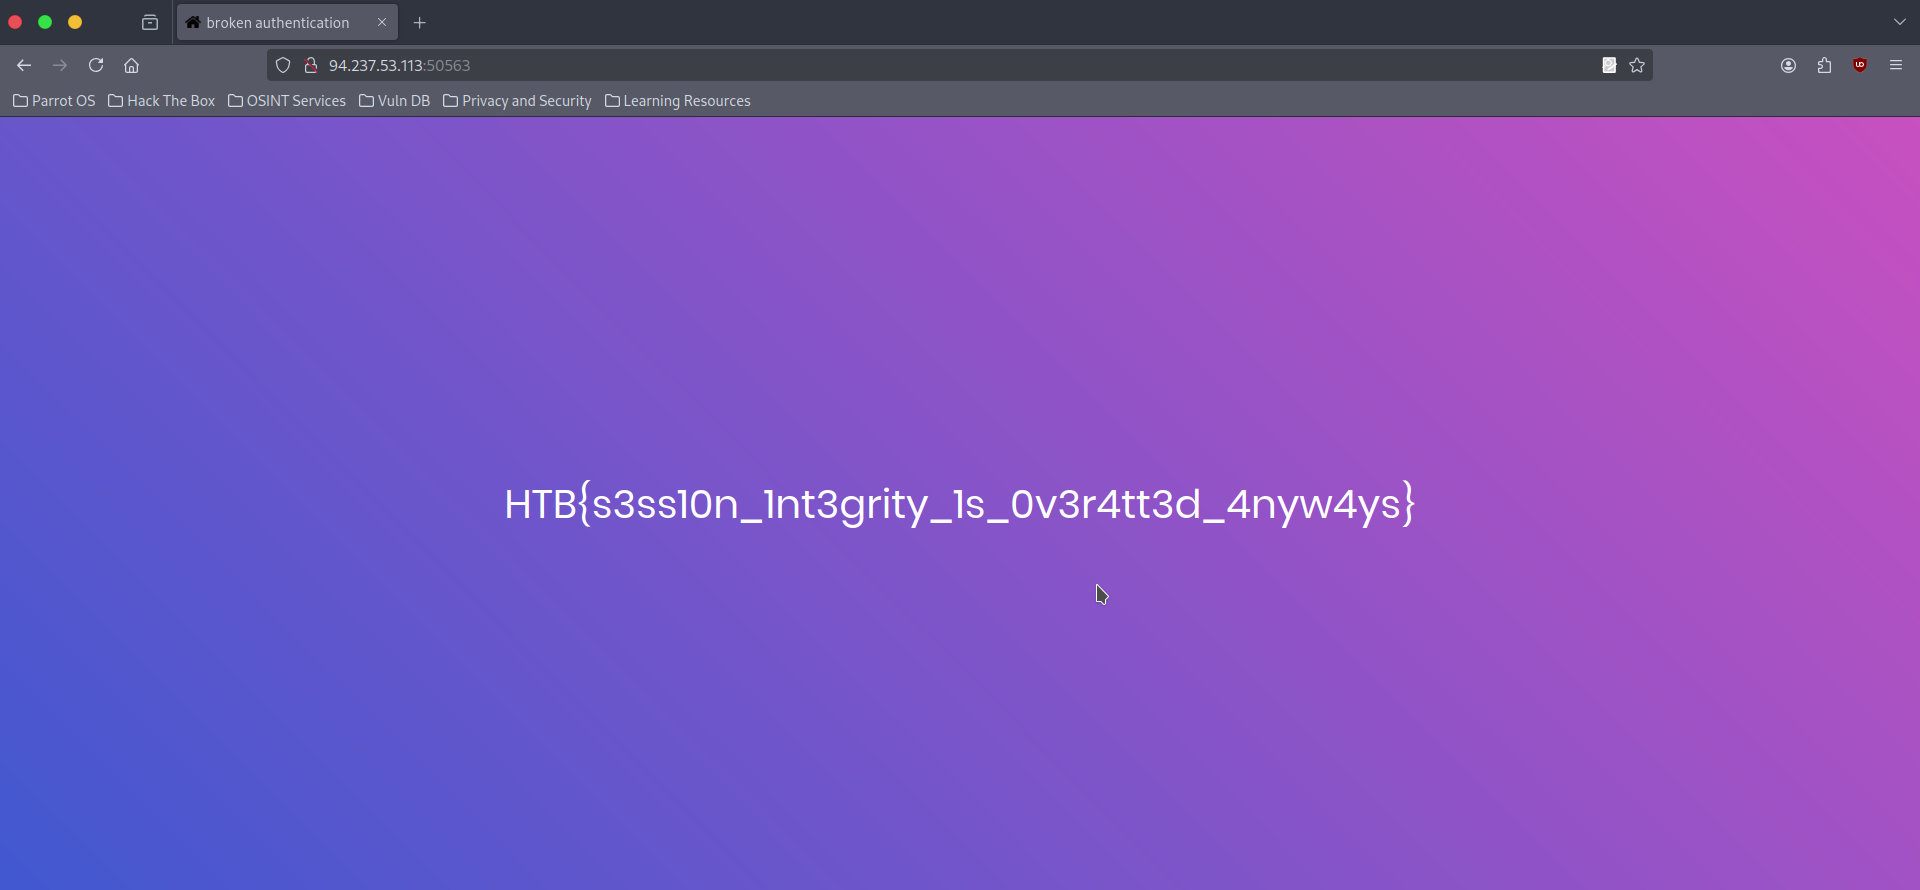 broken authentication
94.237.53.113:50563
Parrot OS Hack The Box OSINT Services Vuln DB Privacy and Security Learning Resources
HTB{s3ss10n_1nt3grity_1s_0v3r4tt3d_4nyw4ys}